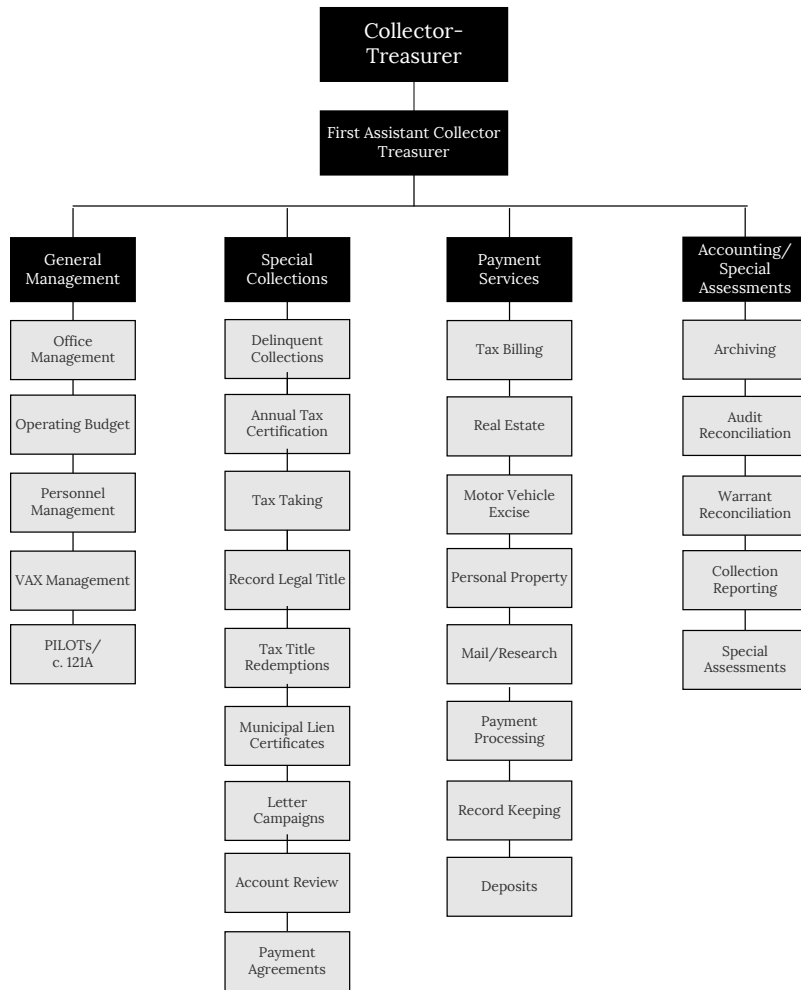 Collector-
Treasurer
First Assistant Collector
Treasurer
General
Management
Office
Management
Operating Budget
Personnel
Management
VAX Management
PILOTs/
c. 121A
Special
Collections
Delinquent
Collections
Annual Tax
Certification
Tax Taking
Record Legal Title
Tax Title
Redemptions
Municipal Lien
Certificates
Letter
Campaigns
Account Review
Payment
Agreements
Payment
Services
Tax Billing
Real Estate
Motor Vehicle
Excise
Personal Property
Mail/Research
Payment
Processing
Record Keeping
Deposits
Accounting/
Special
Assessments
Archiving
Audit
Reconciliation
Warrant
Reconciliation
Collection
Reporting
Special
Assessments